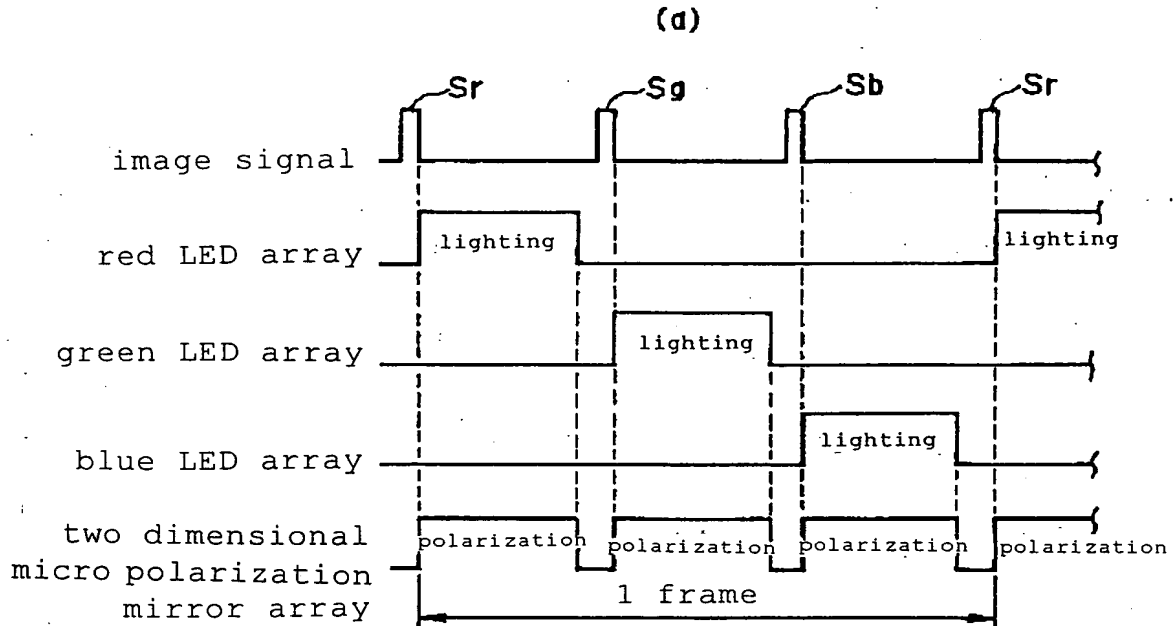 (a)
Sr Sg Sb Sr
image signal
red LED array lighting lighting
green LED array lighting
blue LED array lighting
two dimensional
micro polarization
mirror array
polarization polarization polarization polarization
1 frame